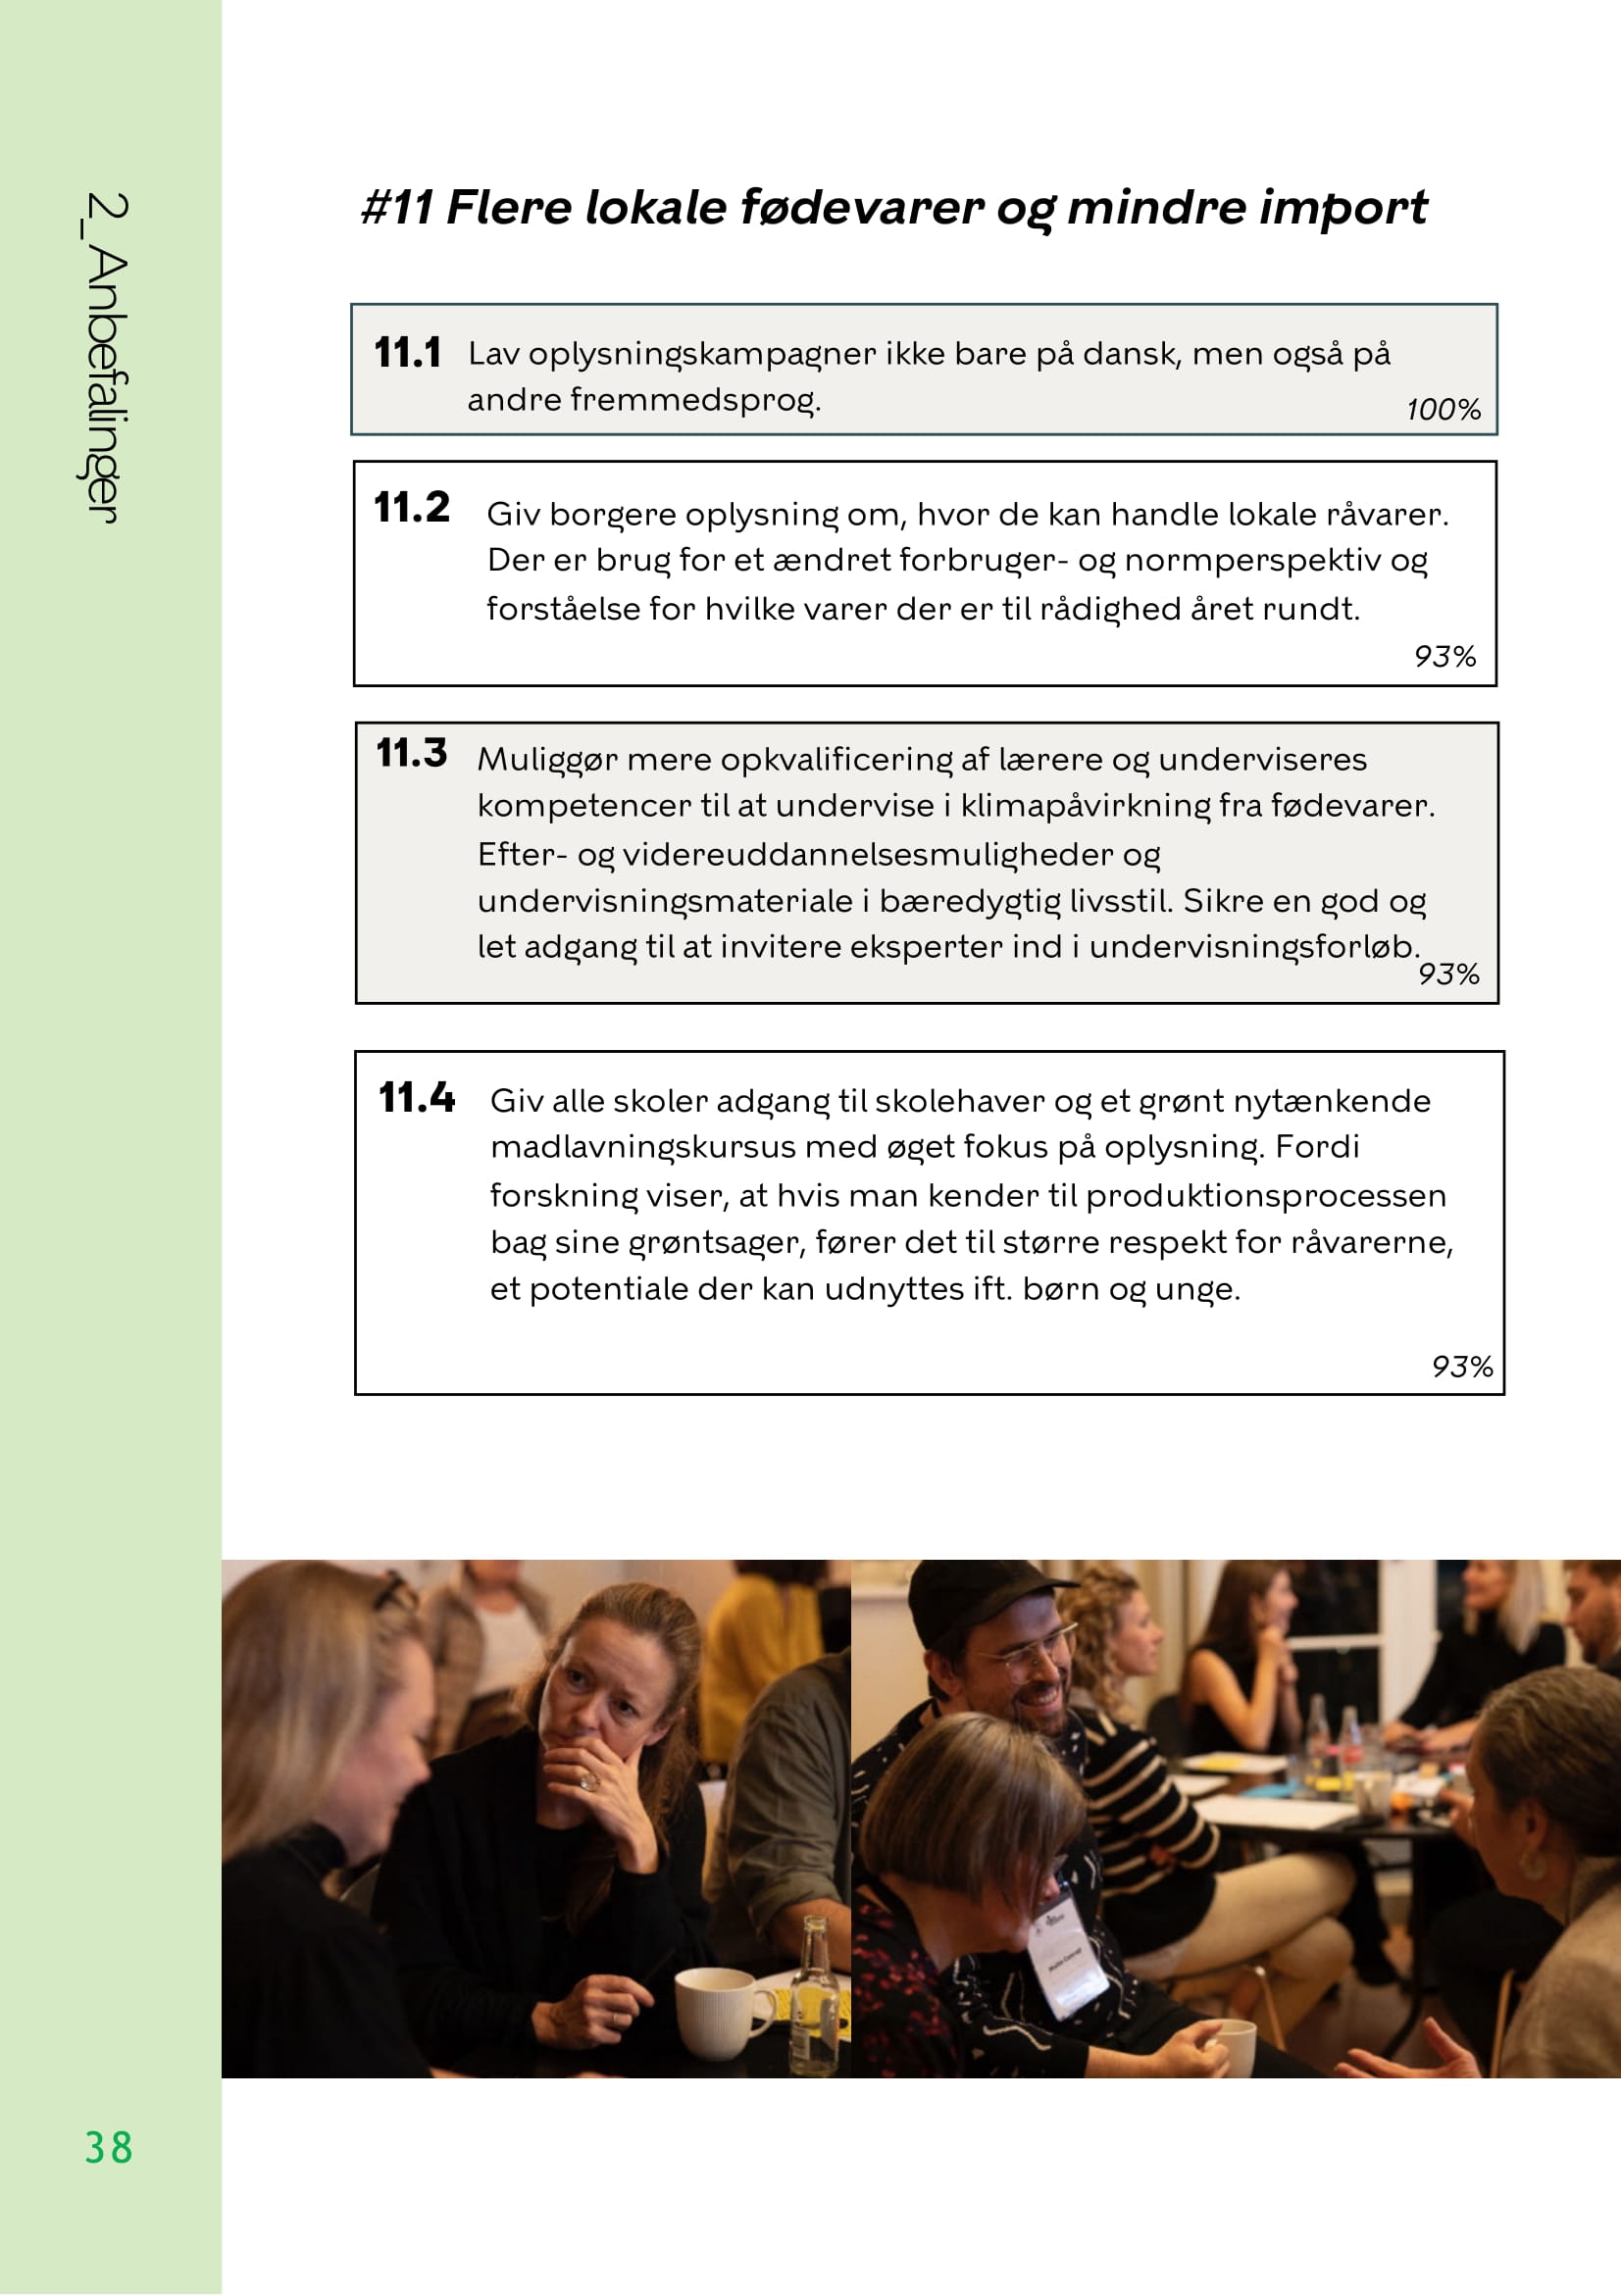 2_Anbefalinger
#11 Flere lokale fødevarer og mindre import
11.1 Lav oplysningskampagner ikke bare på dansk, men også på
andre fremmedsprog.
100%
11.2 Giv borgere oplysning om, hvor de kan handle lokale råvarer.
Der er brug for et ændret forbruger- og normperspektiv og
forståelse for hvilke varer der er til rådighed året rundt.
93%
11.3 Muliggør mere opkvalificering af lærere og underviseres
kompetencer til at undervise i klimapåvirkning fra fødevarer.
Efter- og videreuddannelsesmuligheder og
undervisningsmateriale i bæredygtig livsstil. Sikre en god og
let adgang til at invitere eksperter ind i undervisningsforløb.
93%
11.4 Giv alle skoler adgang til skolehaver og et grønt nytænkende
madlavningskursus med øget fokus på oplysning. Fordi
forskning viser, at hvis man kender til produktionsprocessen
bag sine grøntsager, fører det til større respekt for råvarerne,
et potentiale der kan udnyttes ift. børn og unge.
93%
38